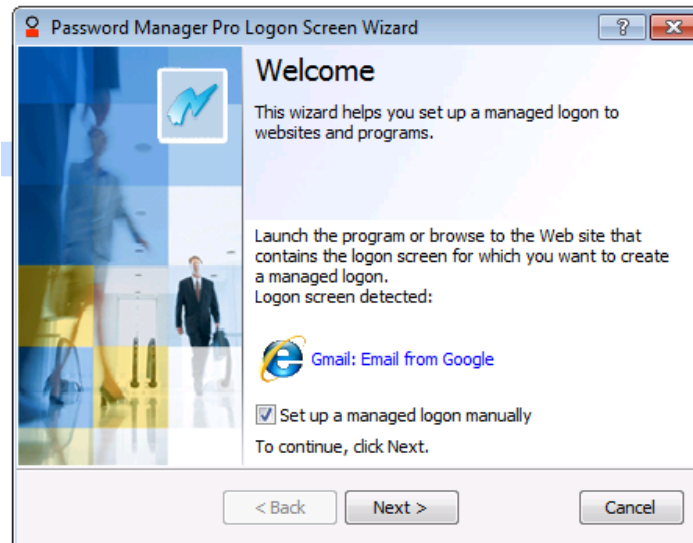 Password Manager Pro Logon Screen Wizard
Welcome
This wizard helps you set up a managed logon to
websites and programs.
Launch the program or browse to the Web site that
contains the logon screen for which you want to create
a managed logon.
Logon screen detected:
Gmail: Email from Google
Set up a managed logon manually
To continue, click Next.
< Back
Next >
Cancel